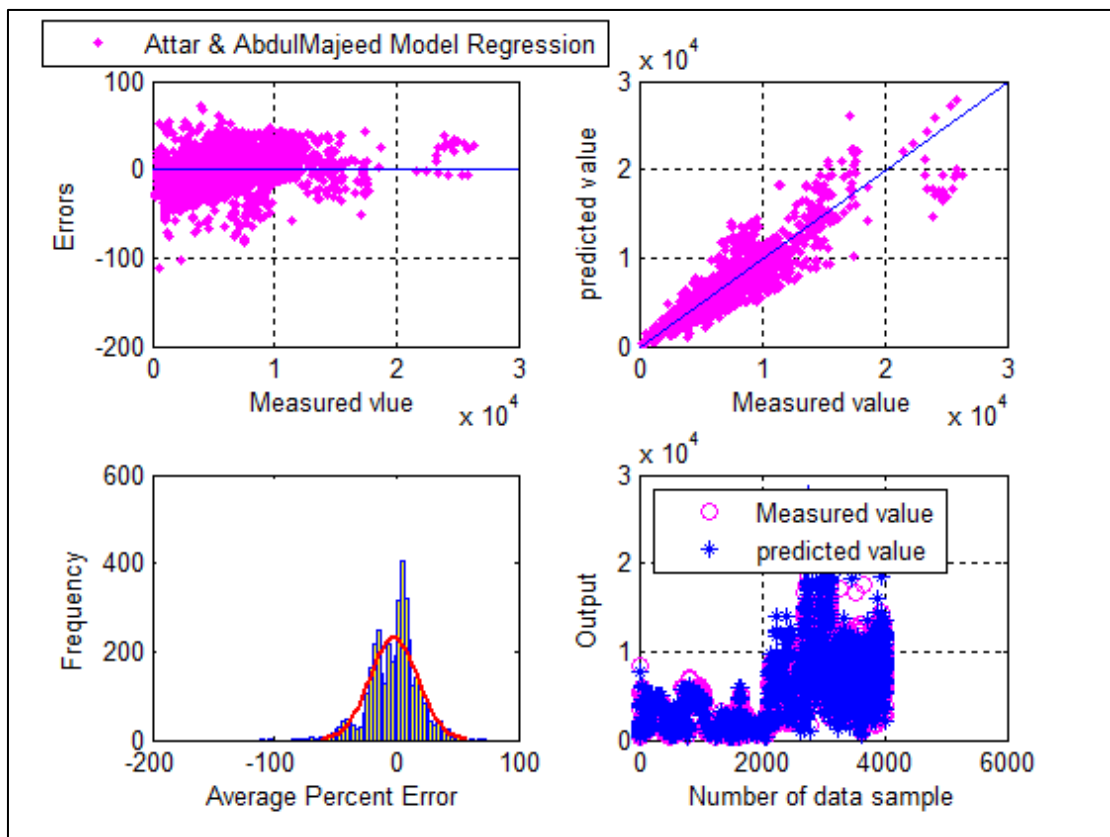 Attar & AbdulMajeed Model Regression
100
0
-100
-200
Errors
0
1
2
3
Measured vlue
x 10^4
x 10^4
3
2
1
0
predicted value
0
1
2
3
Measured value
x 10^4
600
400
200
0
Frequency
-200
-100
0
100
Average Percent Error
x 10^4
3
2
1
0
Output
Measured value
predicted value
0
2000
4000
6000
Number of data sample